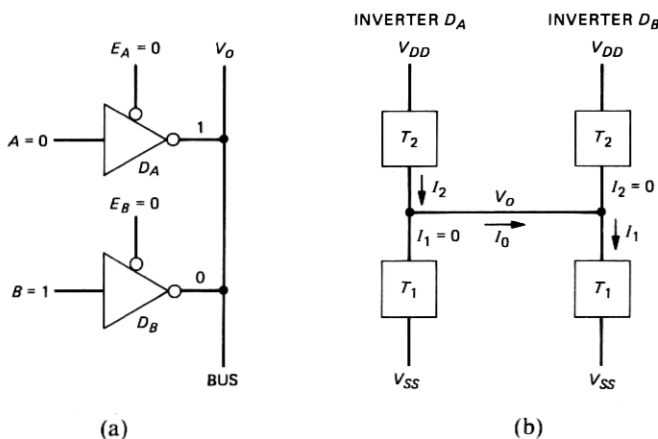 E_A = 0
V_o
A = 0
1
D_A
E_B = 0
B = 1
0
D_B
BUS
(a)
INVERTER D_A
INVERTER D_B
V_DD
V_DD
T_2
T_2
I_2
V_o
I_2 = 0
I_1 = 0
I_0
I_1
T_1
T_1
V_SS
V_SS
(b)